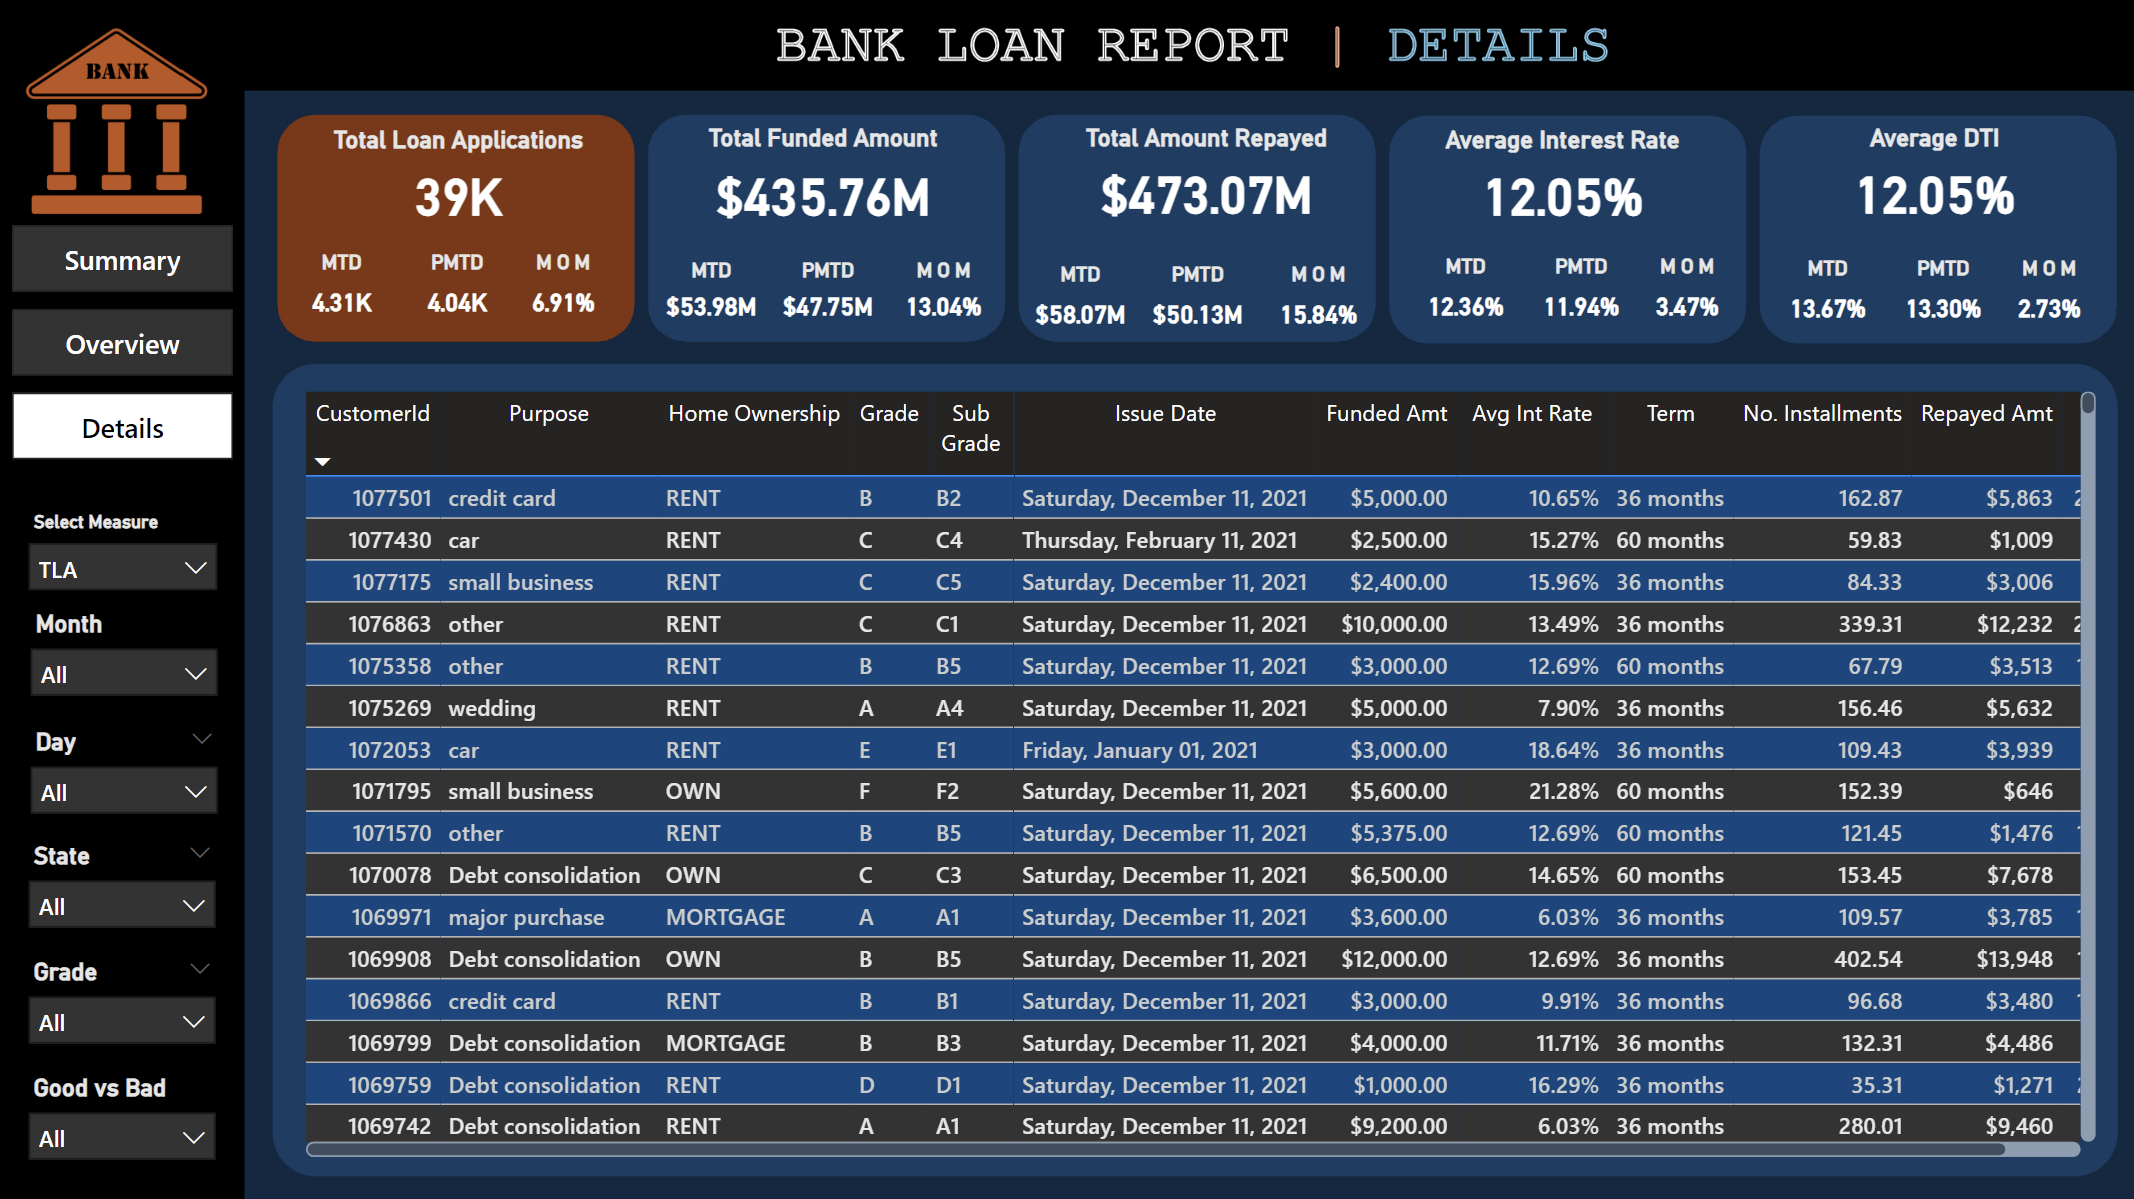 BANK
BANK LOAN REPORT | DETAILS
Summary
Overview
Details
Select Measure
TLA
Month
All
Day
All
State
All
Grade
All
Good vs Bad
All
Total Loan Applications
39K
MTD PMTD MOM
4.31K 4.04K 6.91%
Total Funded Amount
$435.76M
MTD PMTD MOM
$53.98M $47.75M 13.04%
Total Amount Repayed
$473.07M
MTD PMTD MOM
$58.07M $50.13M 15.84%
Average Interest Rate
12.05%
MTD PMTD MOM
12.36% 11.94% 3.47%
Average DTI
12.05%
MTD PMTD MOM
13.67% 13.30% 2.73%
CustomerId Purpose Home Ownership Grade Sub Grade Issue Date Funded Amt Avg Int Rate Term No. Installments Repayed Amt
1077501 credit card RENT B B2 Saturday, December 11, 2021 $5,000.00 10.65% 36 months 162.87 $5,863
1077430 car RENT C C4 Thursday, February 11, 2021 $2,500.00 15.27% 60 months 59.83 $1,009
1077175 small business RENT C C5 Saturday, December 11, 2021 $2,400.00 15.96% 36 months 84.33 $3,006
1076863 other RENT C C1 Saturday, December 11, 2021 $10,000.00 13.49% 36 months 339.31 $12,232
1075358 other RENT B B5 Saturday, December 11, 2021 $3,000.00 12.69% 60 months 67.79 $3,513
1075269 wedding RENT A A4 Saturday, December 11, 2021 $5,000.00 7.90% 36 months 156.46 $5,632
1072053 car RENT E E1 Friday, January 01, 2021 $3,000.00 18.64% 36 months 109.43 $3,939
1071795 small business OWN F F2 Saturday, December 11, 2021 $5,600.00 21.28% 60 months 152.39 $646
1071570 other RENT B B5 Saturday, December 11, 2021 $5,375.00 12.69% 60 months 121.45 $1,476
1070078 Debt consolidation OWN C C3 Saturday, December 11, 2021 $6,500.00 14.65% 60 months 153.45 $7,678
1069971 major purchase MORTGAGE A A1 Saturday, December 11, 2021 $3,600.00 6.03% 36 months 109.57 $3,785
1069908 Debt consolidation OWN B B5 Saturday, December 11, 2021 $12,000.00 12.69% 36 months 402.54 $13,948
1069866 credit card RENT B B1 Saturday, December 11, 2021 $3,000.00 9.91% 36 months 96.68 $3,480
1069799 Debt consolidation MORTGAGE B B3 Saturday, December 11, 2021 $4,000.00 11.71% 36 months 132.31 $4,486
1069759 Debt consolidation RENT D D1 Saturday, December 11, 2021 $1,000.00 16.29% 36 months 35.31 $1,271
1069742 Debt consolidation RENT A A1 Saturday, December 11, 2021 $9,200.00 6.03% 36 months 280.01 $9,460